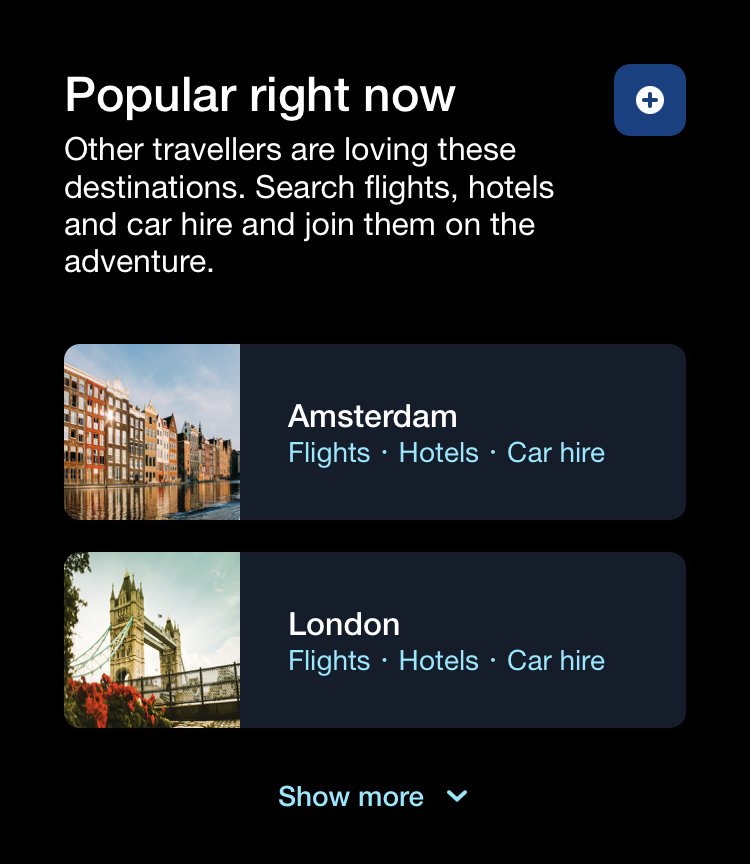 Popular right now
Other travellers are loving these
destinations. Search flights, hotels
and car hire and join them on the
adventure.
Amsterdam
Flights · Hotels · Car hire
London
Flights · Hotels · Car hire
Show more